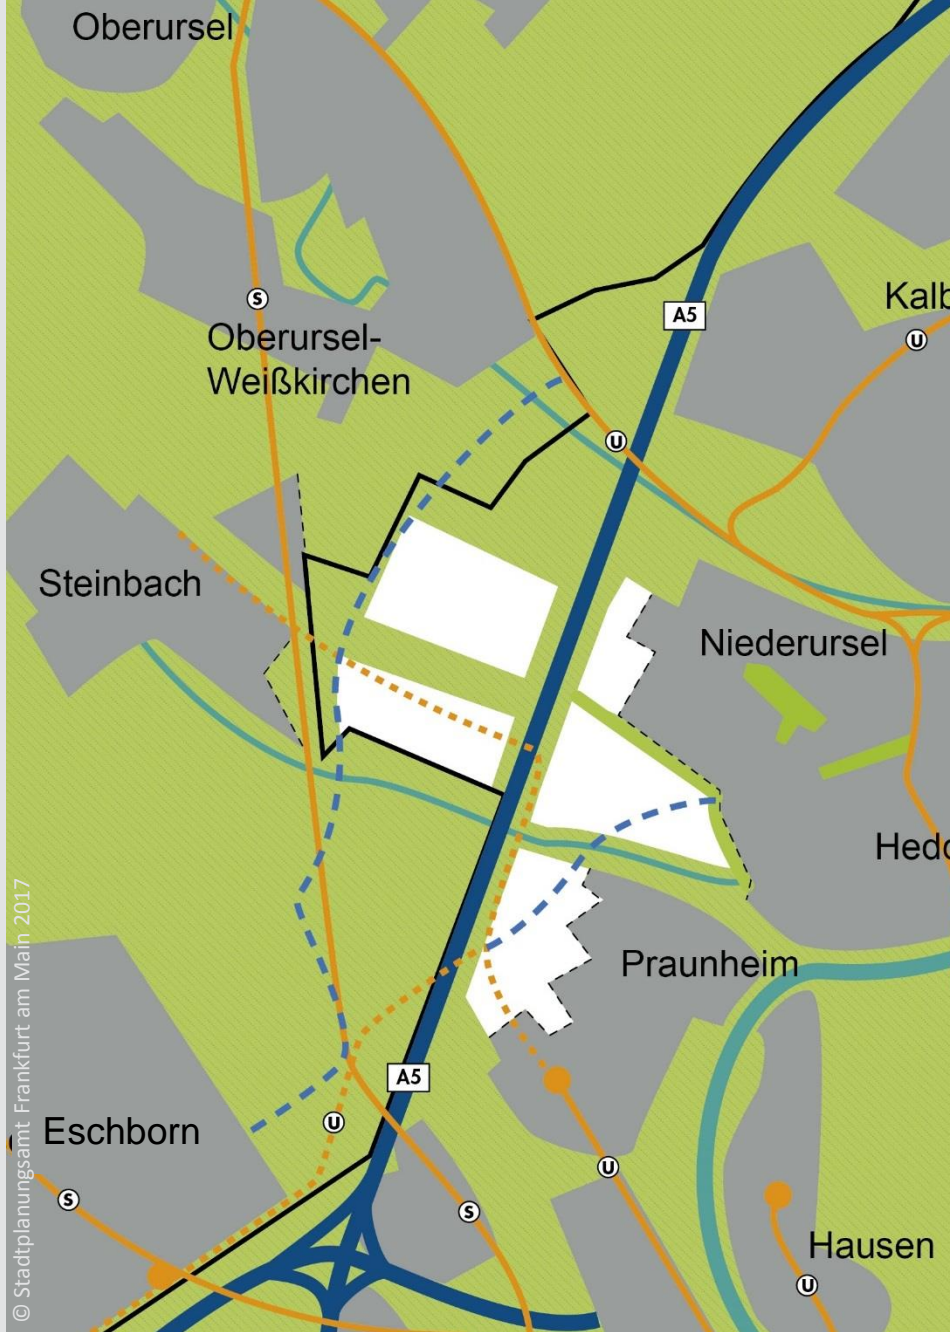 Oberursel
S
Oberursel-
Weißkirchen
A5
Kalb
U
U
Steinbach
Niederursel
Hedd
Praunheim
A5
U
Eschborn
S
S
U
Hausen
U
© Stadtplanungsamt Frankfurt am Main 2017